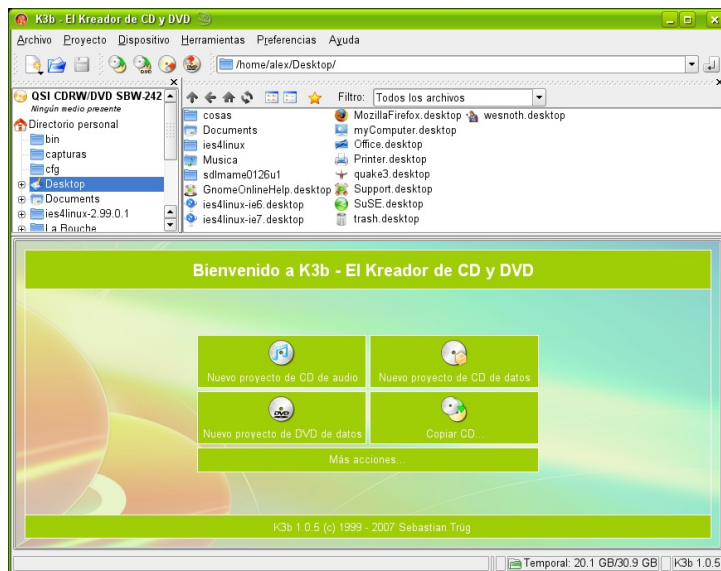 K3b - El Kreador de CD y DVD
Archivo Proyecto Dispositivo Herramientas Preferencias Ayuda
/home/alex/Desktop/
QSI CDRW/DVD SBW-242
Ningún medio presente
Directorio personal
bin
capturas
cfg
Desktop
Documents
ies4linux-2.99.0.1
La Bouche
Filtro: Todos los archivos
cosas
Documents
ies4linux
Musica
sdlmame0126u1
GnomeOnlineHelp.desktop
ies4linux-ie6.desktop
ies4linux-ie7.desktop
MozillaFirefox.desktop
myComputer.desktop
Office.desktop
Printer.desktop
quake3.desktop
Support.desktop
SuSE.desktop
trash.desktop
wesnoth.desktop
Bienvenido a K3b - El Kreador de CD y DVD
Nuevo proyecto de CD de audio
Nuevo proyecto de CD de datos
DVD
Nuevo proyecto de DVD de datos
Copiar CD...
Más acciones...
K3b 1.0.5 (c) 1999 - 2007 Sebastian Trüg
Temporal: 20.1 GB/30.9 GB
K3b 1.0.5